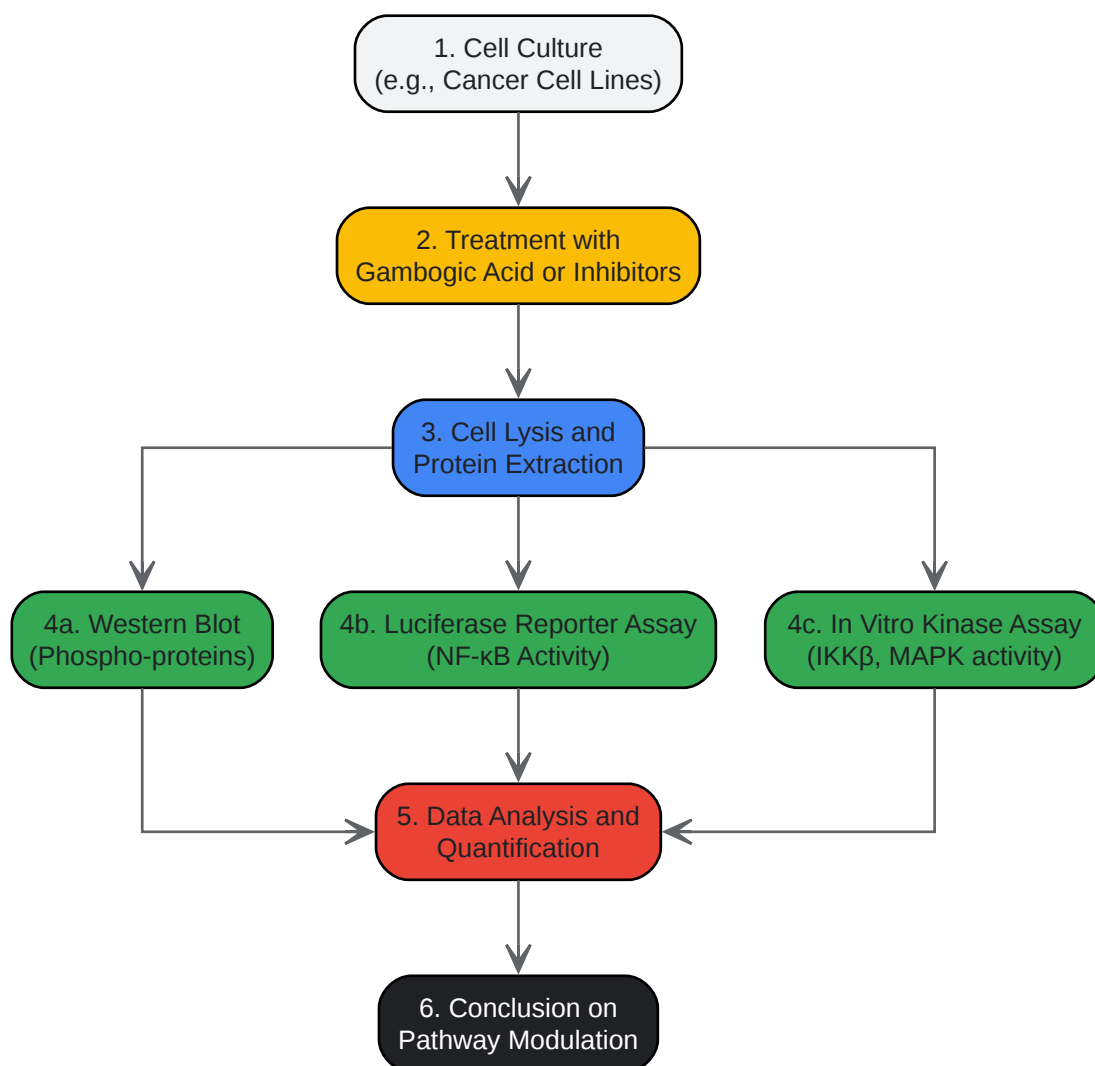 1. Cell Culture
(e.g., Cancer Cell Lines)
2. Treatment with
Gambogic Acid or Inhibitors
3. Cell Lysis and
Protein Extraction
4a. Western Blot
(Phospho-proteins)
4b. Luciferase Reporter Assay
(NF-κB Activity)
4c. In Vitro Kinase Assay
(IKKβ, MAPK activity)
5. Data Analysis and
Quantification
6. Conclusion on
Pathway Modulation